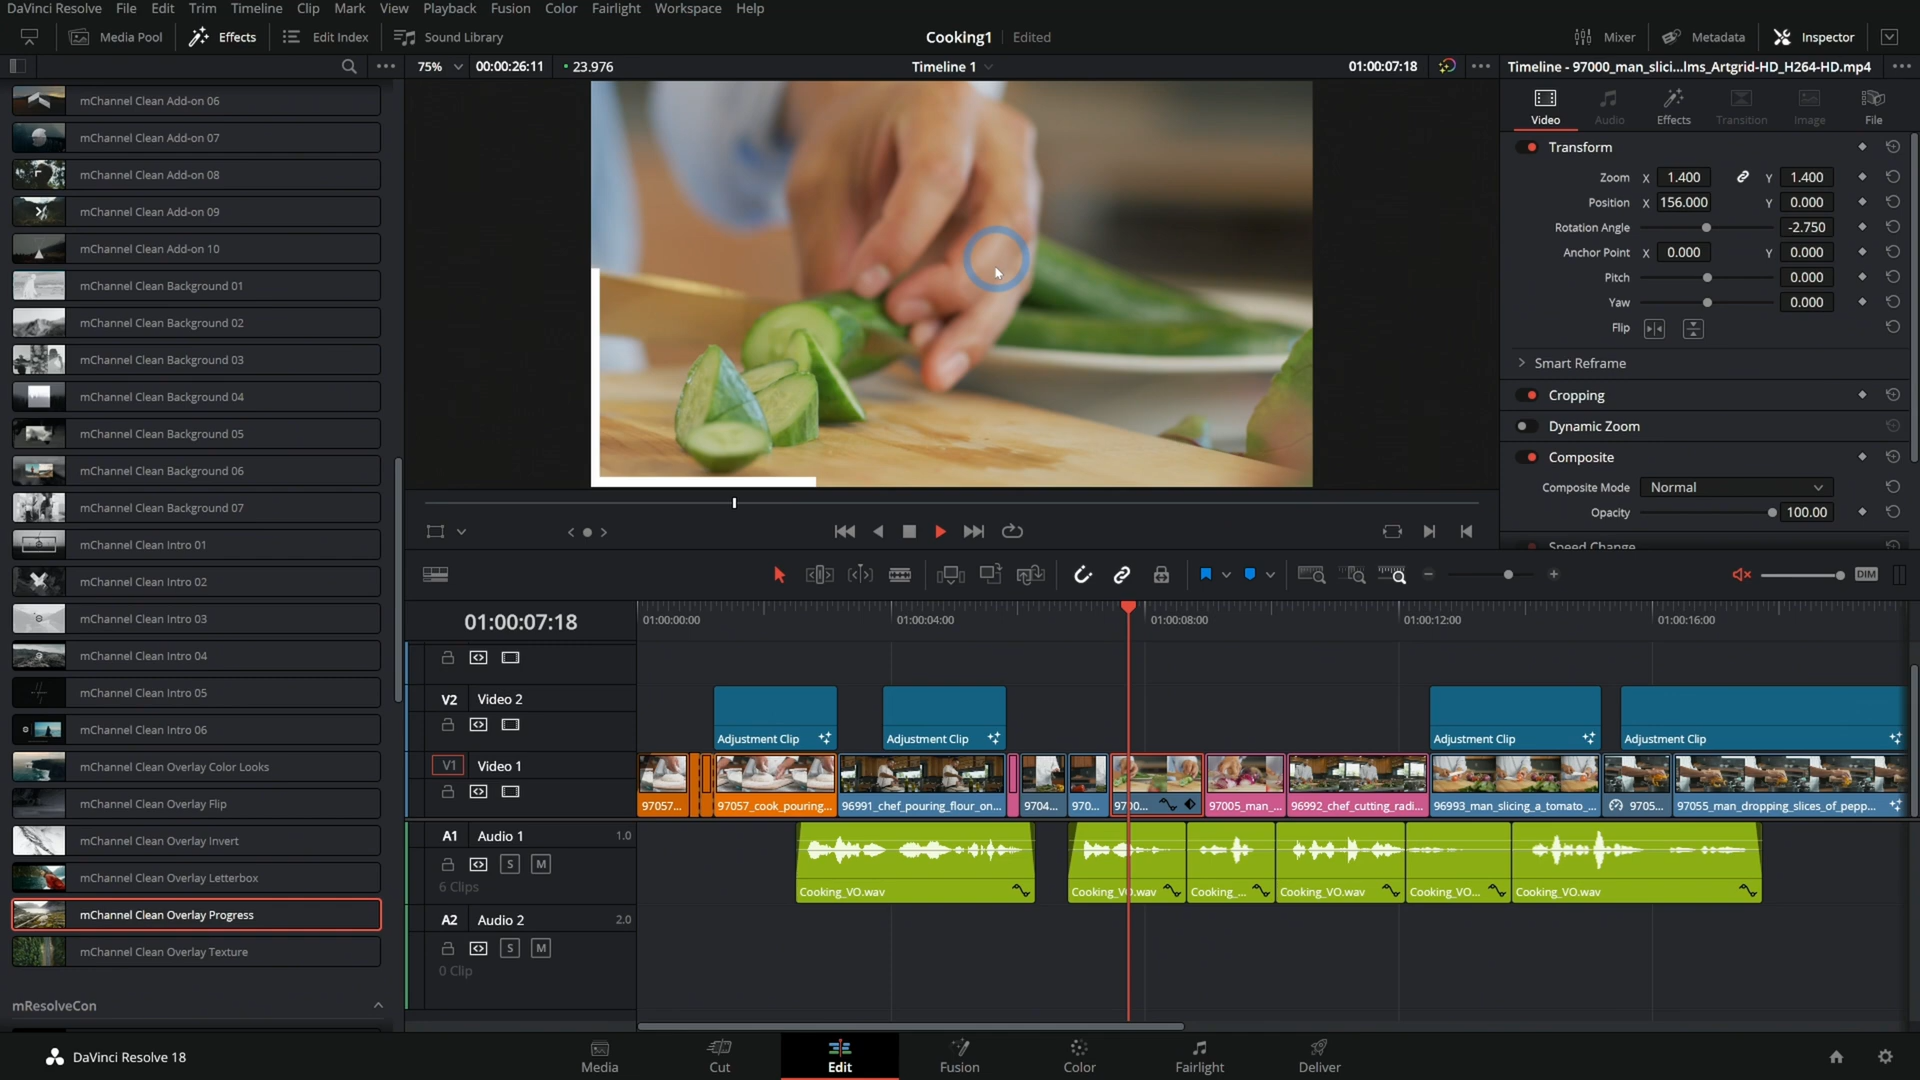 DaVinci Resolve File Edit Trim Timeline Clip Mark View Playback Fusion Color Fairlight Workspace Help
Media Pool Effects Edit Index Sound Library Cooking1 Edited Mixer Metadata Inspector
75% 00:00:26:11 23.976 Timeline 1 01:00:07:18 Timeline - 97000_man_slici...lms_Artgrid-HD_H264-HD.mp4
mChannel Clean Add-on 06
mChannel Clean Add-on 07
mChannel Clean Add-on 08
mChannel Clean Add-on 09
mChannel Clean Add-on 10
mChannel Clean Background 01
mChannel Clean Background 02
mChannel Clean Background 03
mChannel Clean Background 04
mChannel Clean Background 05
mChannel Clean Background 06
mChannel Clean Background 07
mChannel Clean Intro 01
mChannel Clean Intro 02
mChannel Clean Intro 03
mChannel Clean Intro 04
mChannel Clean Intro 05
mChannel Clean Intro 06
mChannel Clean Overlay Color Looks
mChannel Clean Overlay Flip
mChannel Clean Overlay Invert
mChannel Clean Overlay Letterbox
mChannel Clean Overlay Progress
mChannel Clean Overlay Texture
mResolveCon
Video Audio Effects Transition Image File
Transform
Zoom X 1.400 Y 1.400
Position X 156.000 Y 0.000
Rotation Angle -2.750
Anchor Point X 0.000 Y 0.000
Pitch 0.000
Yaw 0.000
Flip
Smart Reframe
Cropping
Dynamic Zoom
Composite
Composite Mode Normal
Opacity 100.00
Speed Change
DIM
01:00:07:18
01:00:00:00 01:00:04:00 01:00:08:00 01:00:12:00 01:00:16:00
V2 Video 2
Adjustment Clip Adjustment Clip Adjustment Clip Adjustment Clip
V1 Video 1
97057... 97057_cook_pouring... 96991_chef_pouring_flour_on... 9704... 970... 9700... 97005_man_... 96992_chef_cutting_radi... 96993_man_slicing_a_tomato_... 9705... 97055_man_dropping_slices_of_pepp...
A1 Audio 1 1.0
S M
6 Clips
Cooking_VO.wav Cooking_VO.wav Cooking_... Cooking_VO.wav Cooking_VO... Cooking_VO.wav
A2 Audio 2 2.0
S M
0 Clip
DaVinci Resolve 18
Media Cut Edit Fusion Color Fairlight Deliver